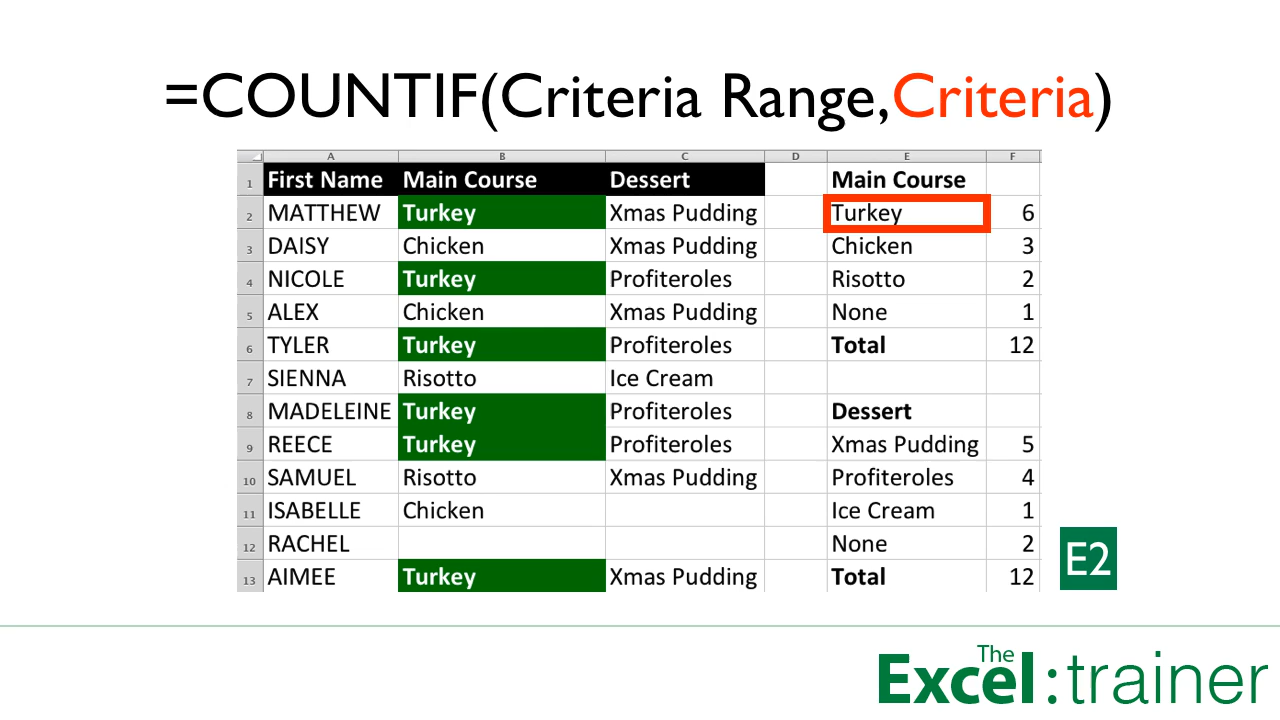 =COUNTIF(Criteria Range,Criteria)
A B C D E F
1 First Name Main Course Dessert Main Course
2 MATTHEW Turkey Xmas Pudding Turkey 6
3 DAISY Chicken Xmas Pudding Chicken 3
4 NICOLE Turkey Profiteroles Risotto 2
5 ALEX Chicken Xmas Pudding None 1
6 TYLER Turkey Profiteroles Total 12
7 SIENNA Risotto Ice Cream
8 MADELEINE Turkey Profiteroles Dessert
9 REECE Turkey Profiteroles Xmas Pudding 5
10 SAMUEL Risotto Xmas Pudding Profiteroles 4
11 ISABELLE Chicken Ice Cream 1
12 RACHEL None 2
13 AIMEE Turkey Xmas Pudding Total 12
E2
The
Excel:trainer